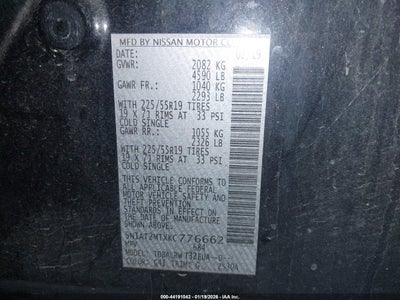 MFD BY NISSAN MOTOR CO
DATE:
GVWR: 2082 KG
4590 LB
GAWR FR: 1040 KG
2293 LB
WITH 225/55R19 TIRES
19 X 7J RIMS AT 33 PSI
COLD SINGLE
GAWR RR: 1055 KG
2326 LB
WITH 225/55R19 TIRES
19 X 7J RIMS AT 33 PSI
COLD SINGLE
THIS VEHICLE CONFORMS TO ALL
APPLICABLE FEDERAL MOTOR VEHICLE
SAFETY AND THEFT PREVENTION
STANDARDS IN EFFECT ON THE DATE
OF MANUFACTURE SHOWN ABOVE.
5N1AT2MTXKC776662
MPV
MODEL:
COLOR: TRIM: G
000-44191042 - 01/19/2026 - IAA Inc.